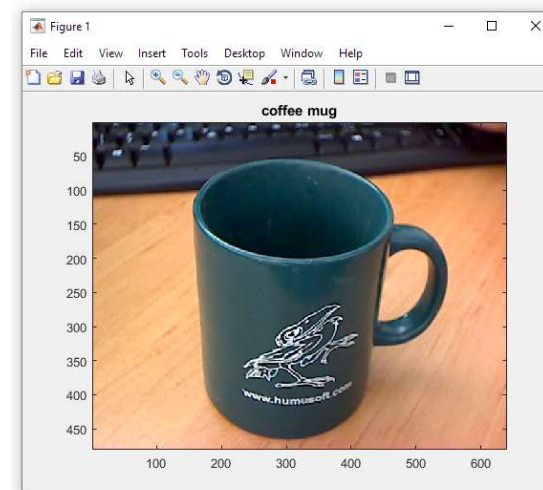 Figure 1
File Edit View Insert Tools Desktop Window Help
coffee mug
50
100
150
200
250
300
350
400
450
www.humusoft.com
100 200 300 400 500 600